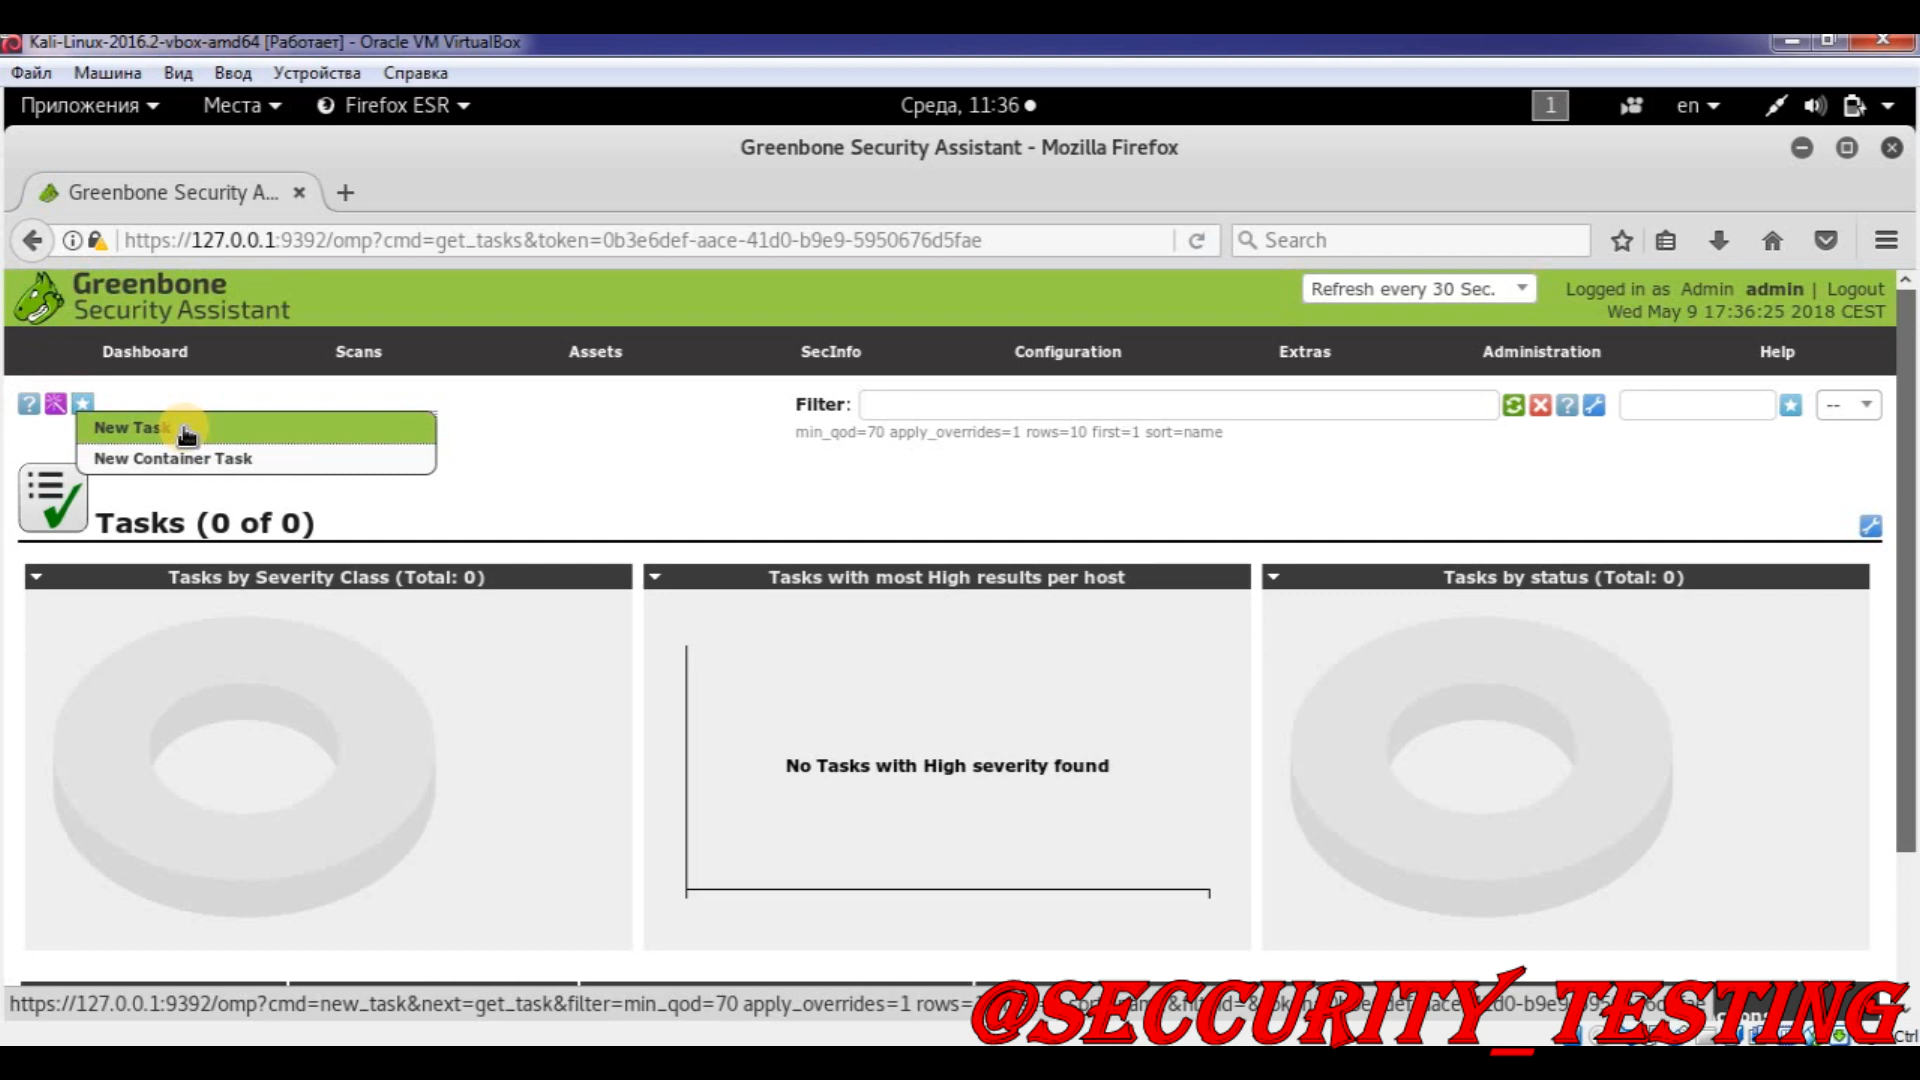 Kali-Linux-2016.2-vbox-amd64 [Работает] - Oracle VM VirtualBox
Файл Машина Вид Ввод Устройства Справка
Приложения Места Firefox ESR Среда, 11:36 1 en
Greenbone Security Assistant - Mozilla Firefox
Greenbone Security A...
https://127.0.0.1:9392/omp?cmd=get_tasks&token=0b3e6def-aace-41d0-b9e9-5950676d5fae Search
Greenbone
Security Assistant
Refresh every 30 Sec. Logged in as Admin admin | Logout
Wed May 9 17:36:25 2018 CEST
Dashboard Scans Assets SecInfo Configuration Extras Administration Help
Filter: --
min_qod=70 apply_overrides=1 rows=10 first=1 sort=name
New Task
New Container Task
Tasks (0 of 0)
Tasks by Severity Class (Total: 0) Tasks with most High results per host Tasks by status (Total: 0)
No Tasks with High severity found
https://127.0.0.1:9392/omp?cmd=new_task&next=get_task&filter=min_qod=70 apply_overrides=1 rows=
@SECCURITY_TESTING
Ctrl